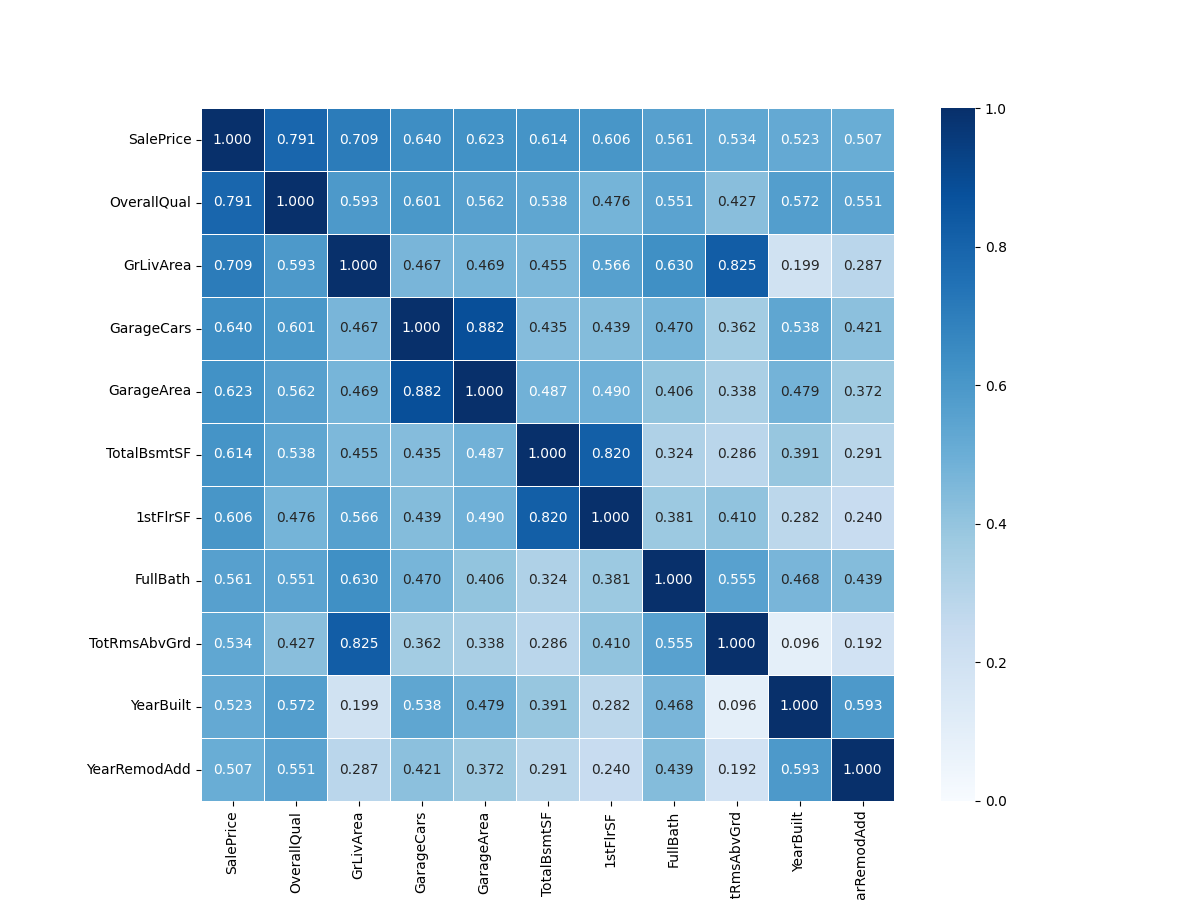 SalePrice 1.000 0.791 0.709 0.640 0.623 0.614 0.606 0.561 0.534 0.523 0.507
OverallQual 0.791 1.000 0.593 0.601 0.562 0.538 0.476 0.551 0.427 0.572 0.551
GrLivArea 0.709 0.593 1.000 0.467 0.469 0.455 0.566 0.630 0.825 0.199 0.287
GarageCars 0.640 0.601 0.467 1.000 0.882 0.435 0.439 0.470 0.362 0.538 0.421
GarageArea 0.623 0.562 0.469 0.882 1.000 0.487 0.490 0.406 0.338 0.479 0.372
TotalBsmtSF 0.614 0.538 0.455 0.435 0.487 1.000 0.820 0.324 0.286 0.391 0.291
1stFlrSF 0.606 0.476 0.566 0.439 0.490 0.820 1.000 0.381 0.410 0.282 0.240
FullBath 0.561 0.551 0.630 0.470 0.406 0.324 0.381 1.000 0.555 0.468 0.439
TotRmsAbvGrd 0.534 0.427 0.825 0.362 0.338 0.286 0.410 0.555 1.000 0.096 0.192
YearBuilt 0.523 0.572 0.199 0.538 0.479 0.391 0.282 0.468 0.096 1.000 0.593
YearRemodAdd 0.507 0.551 0.287 0.421 0.372 0.291 0.240 0.439 0.192 0.593 1.000
SalePrice
OverallQual
GrLivArea
GarageCars
GarageArea
TotalBsmtSF
1stFlrSF
FullBath
tRmsAbvGrd
YearBuilt
arRemodAdd
1.0
0.8
0.6
0.4
0.2
0.0